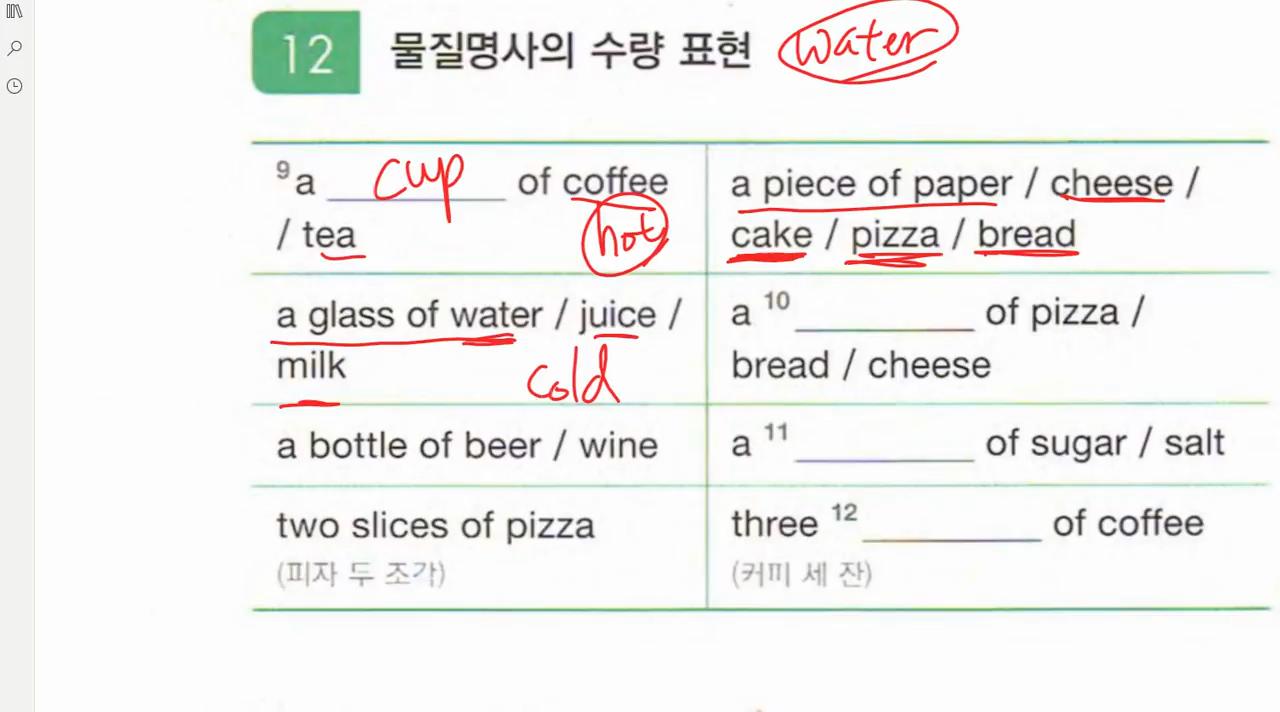 12 물질명사의 수량 표현 water
9 a cup of coffee
/ tea
hot
a piece of paper / cheese /
cake / pizza / bread
a glass of water / juice /
milk
cold
a 10 ________ of pizza /
bread / cheese
a bottle of beer / wine
a 11 ________ of sugar / salt
two slices of pizza
(피자 두 조각)
three 12 ________ of coffee
(커피 세 잔)